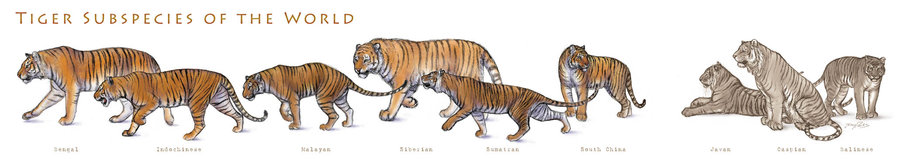 Tiger Subspecies of the World
Bengal Indochinese Malayan Siberian Sumatran South China Javan Caspian Balinese